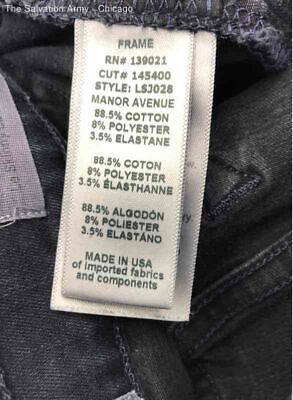 The Salvation Army - Chicago
FRAME
RN# 139021
CUT# 145400
STYLE: LSJ028
MANOR AVENUE
88.5% COTTON
8% POLYESTER
3.5% ELASTANE
88.5% COTON
8% POLYESTER
3.5% ÉLASTHANNE
88.5% ALGODÓN
8% POLIESTER
3.5% ELASTÁNO
MADE IN USA
of imported fabrics
and components